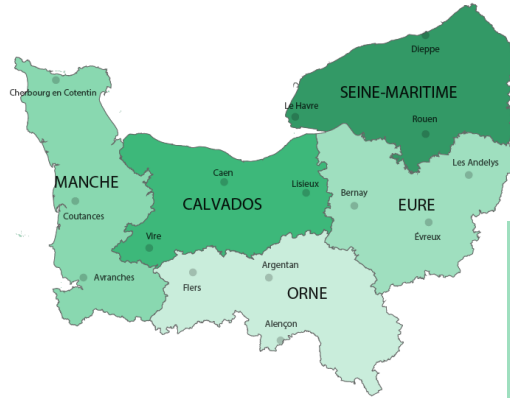 Dieppe
Cherbourg en Cotentin
SEINE-MARITIME
Le Havre
Rouen
Les Andelys
Caen
MANCHE
Lisieux
Bernay
CALVADOS
EURE
Coutances
Évreux
Vire
Argentan
Avranches
Flers
ORNE
Alençon